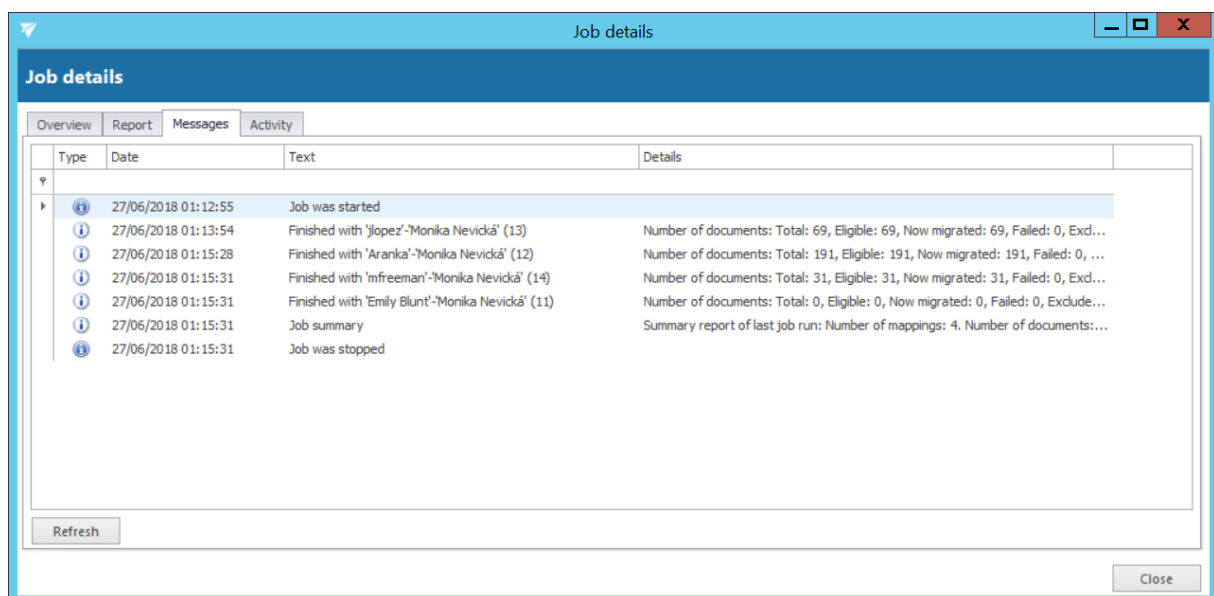 Job details
Job details
Overview Report Messages Activity
Type Date Text Details
27/06/2018 01:12:55 Job was started
27/06/2018 01:13:54 Finished with 'jlopez'-'Monika Nevická' (13) Number of documents: Total: 69, Eligible: 69, Now migrated: 69, Failed: 0, Excl...
27/06/2018 01:15:28 Finished with 'Aranka'-'Monika Nevická' (12) Number of documents: Total: 191, Eligible: 191, Now migrated: 191, Failed: 0, ...
27/06/2018 01:15:31 Finished with 'mfreeman'-'Monika Nevická' (14) Number of documents: Total: 31, Eligible: 31, Now migrated: 31, Failed: 0, Excl...
27/06/2018 01:15:31 Finished with 'Emily Blunt'-'Monika Nevická' (11) Number of documents: Total: 0, Eligible: 0, Now migrated: 0, Failed: 0, Exclude...
27/06/2018 01:15:31 Job summary Summary report of last job run: Number of mappings: 4. Number of documents:...
27/06/2018 01:15:31 Job was stopped
Refresh
Close